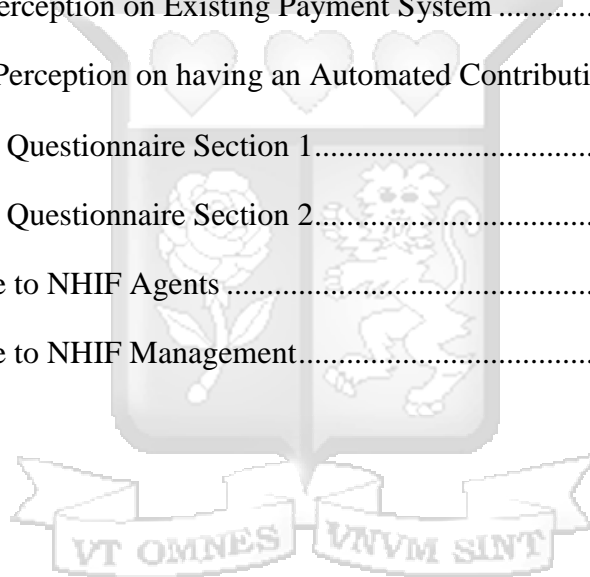 erception on Existing Payment System ............
Perception on having an Automated Contributi
Questionnaire Section 1...................................
Questionnaire Section 2...................................
e to NHIF Agents ..............................................
e to NHIF Management....................................
VT OMNES VNVM SINT